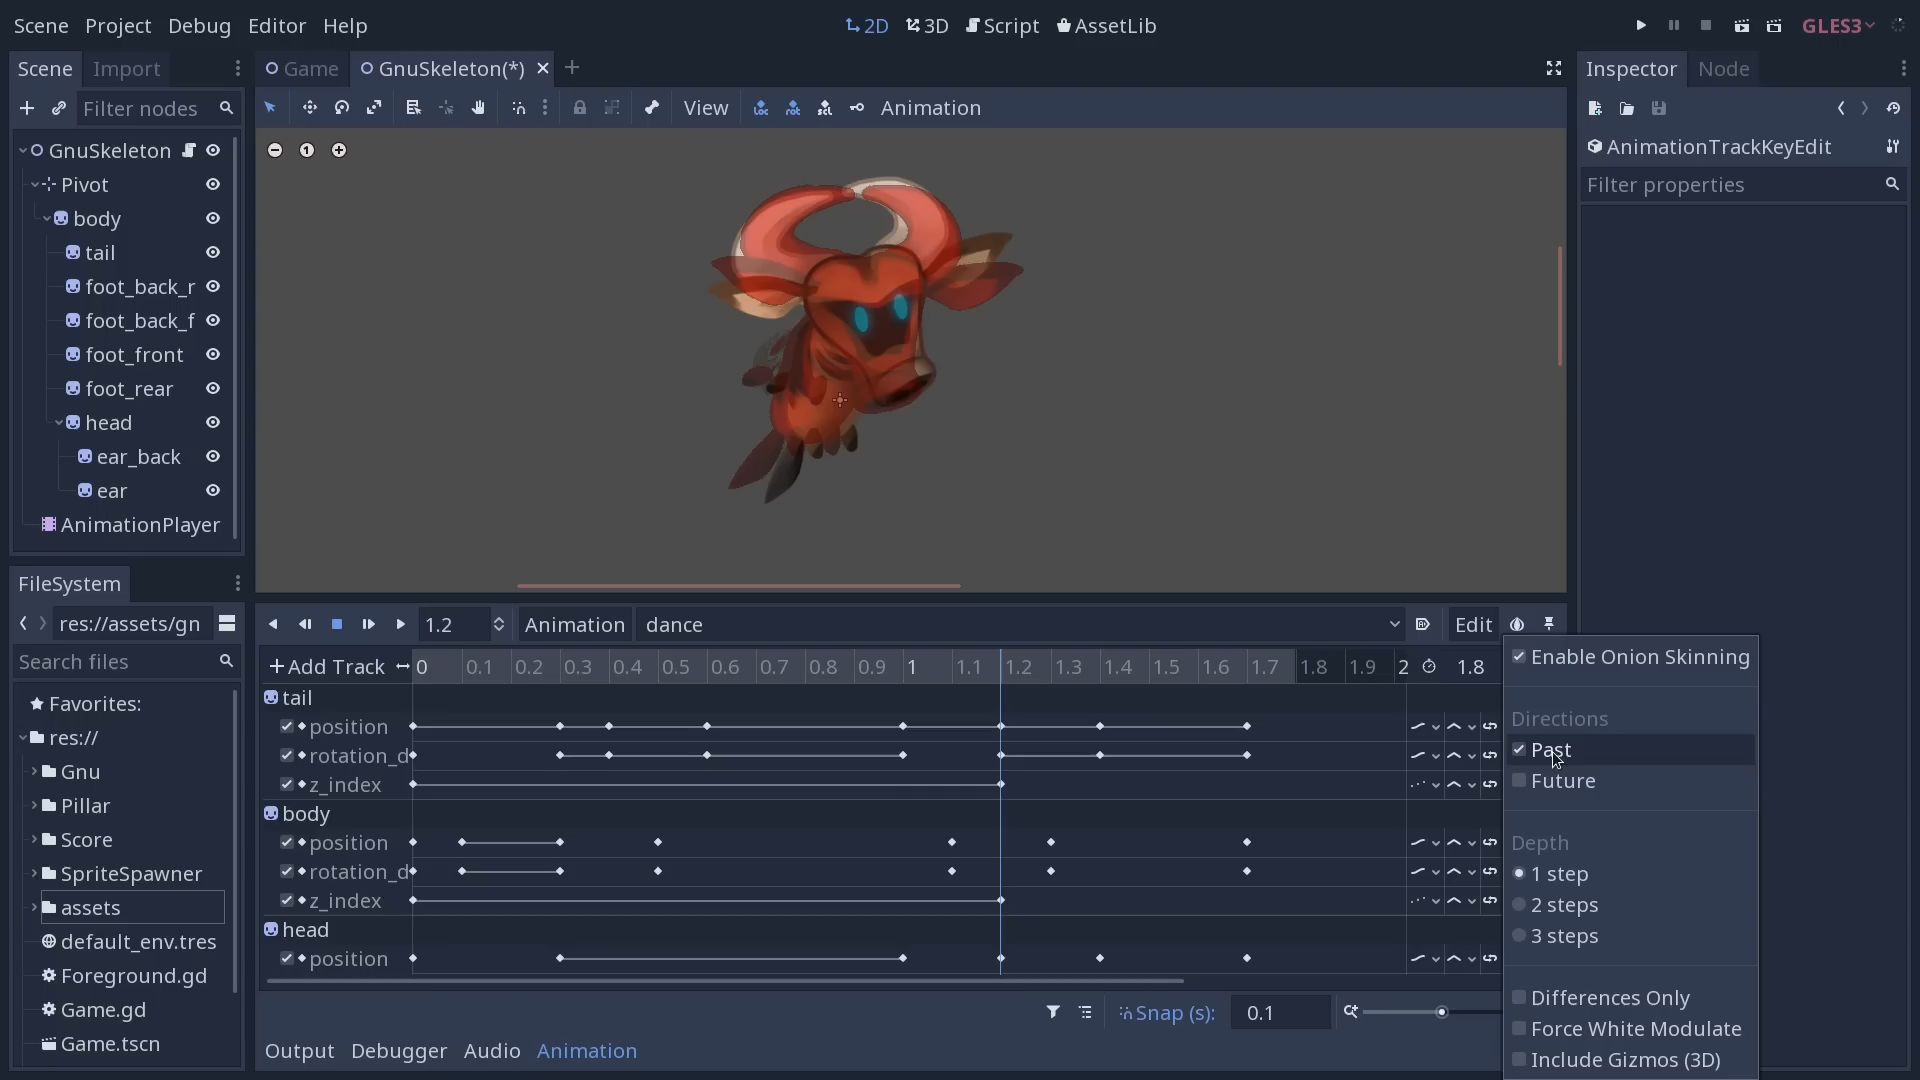 Scene Project Debug Editor Help
2D 3D Script AssetLib
GLES3
Scene Import
Filter nodes
GnuSkeleton
Pivot
body
tail
foot_back_r
foot_back_f
foot_front
foot_rear
head
ear_back
ear
AnimationPlayer
FileSystem
res://assets/gn
Search files
Favorites:
res://
Gnu
Pillar
Score
SpriteSpawner
assets
default_env.tres
Foreground.gd
Game.gd
Game.tscn
Game GnuSkeleton(*)
View Animation
1.2 Animation dance Edit
Add Track 0 0.1 0.2 0.3 0.4 0.5 0.6 0.7 0.8 0.9 1 1.1 1.2 1.3 1.4 1.5 1.6 1.7 1.8 1.9 2 1.8
tail
position
rotation_d
z_index
body
position
rotation_d
z_index
head
position
Snap (s): 0.1
Output Debugger Audio Animation
Inspector Node
AnimationTrackKeyEdit
Filter properties
Enable Onion Skinning
Directions
Past
Future
Depth
1 step
2 steps
3 steps
Differences Only
Force White Modulate
Include Gizmos (3D)